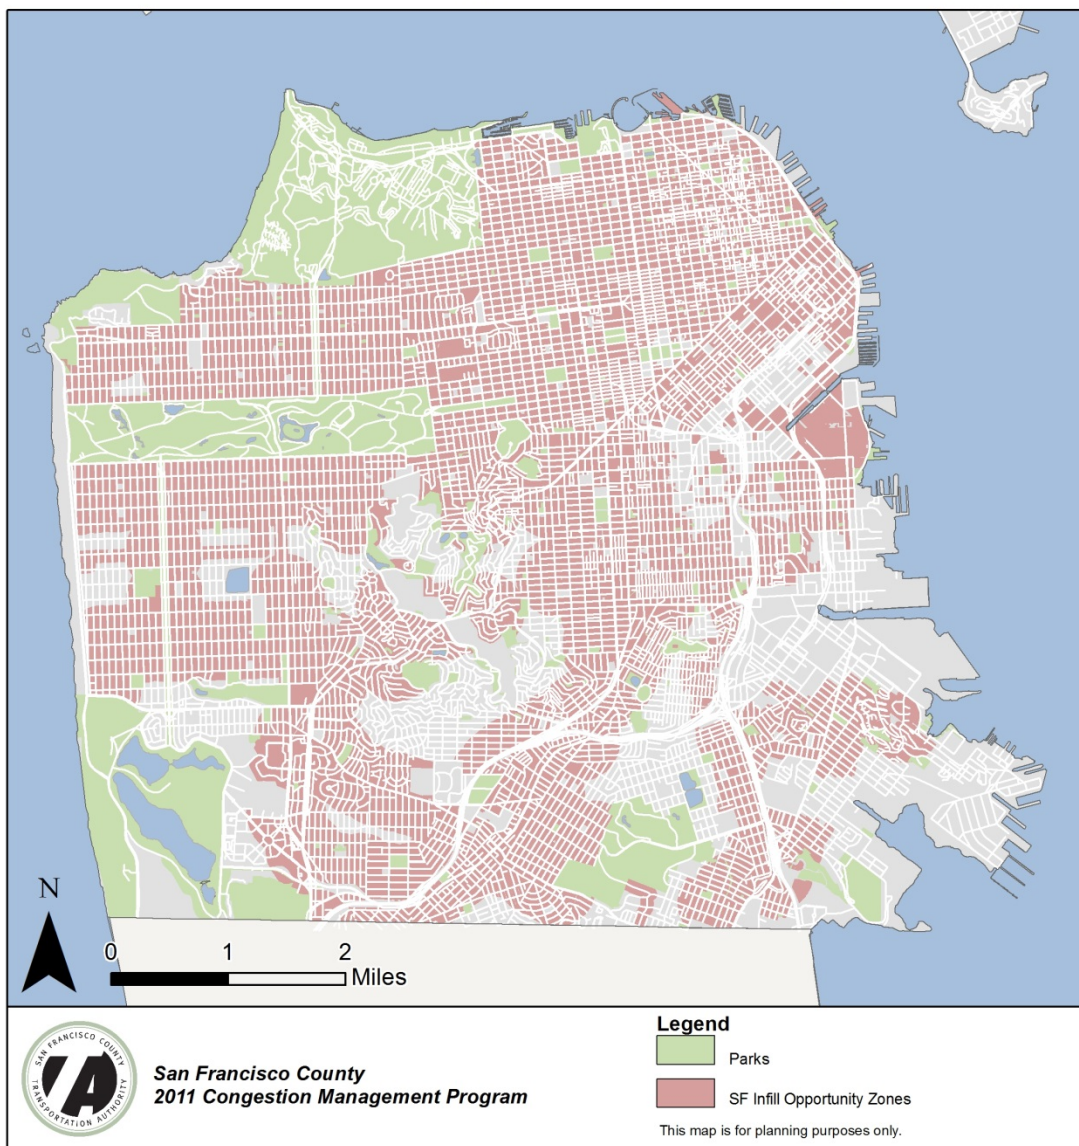 N
0 1 2
Miles
SAN FRANCISCO COUNTY
TRANSPORTATION AUTHORITY
San Francisco County
2011 Congestion Management Program
Legend
Parks
SF Infill Opportunity Zones
This map is for planning purposes only.